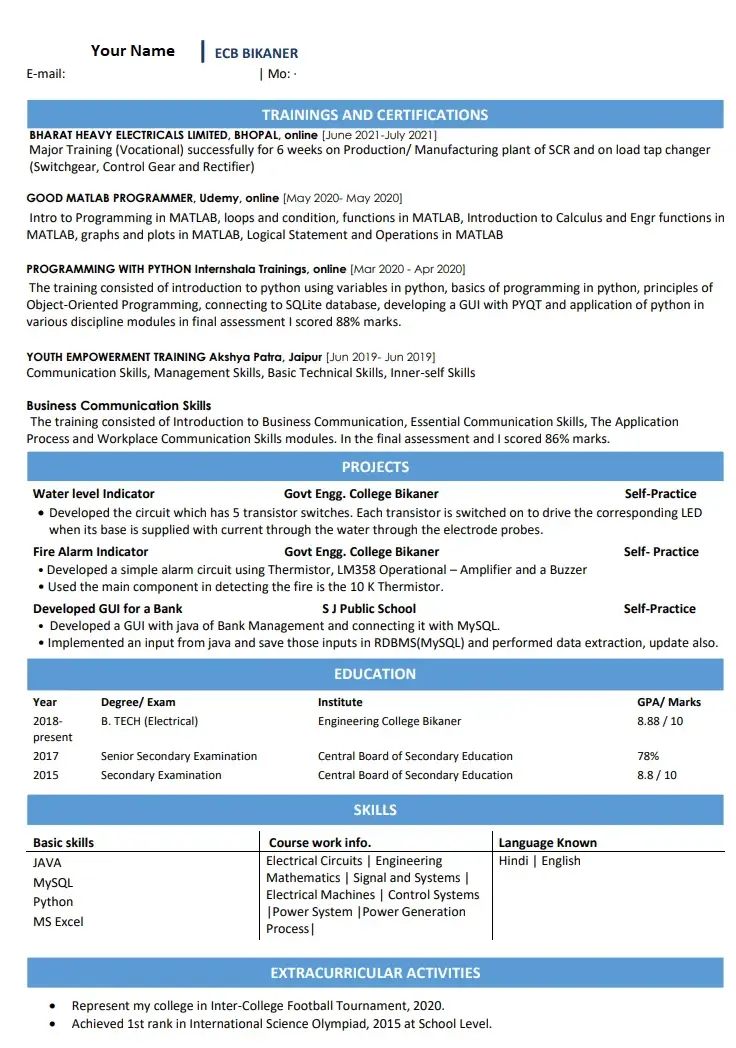 Your Name | ECB BIKANER
E-mail: | Mo: ·
TRAININGS AND CERTIFICATIONS
BHARAT HEAVY ELECTRICALS LIMITED, BHOPAL, online [June 2021-July 2021]
Major Training (Vocational) successfully for 6 weeks on Production/ Manufacturing plant of SCR and on load tap changer
(Switchgear, Control Gear and Rectifier)
GOOD MATLAB PROGRAMMER, Udemy, online [May 2020- May 2020]
Intro to Programming in MATLAB, loops and condition, functions in MATLAB, Introduction to Calculus and Engr functions in
MATLAB, graphs and plots in MATLAB, Logical Statement and Operations in MATLAB
PROGRAMMING WITH PYTHON Internshala Trainings, online [Mar 2020 - Apr 2020]
The training consisted of introduction to python using variables in python, basics of programming in python, principles of
Object-Oriented Programming, connecting to SQLite database, developing a GUI with PYQT and application of python in
various discipline modules in final assessment I scored 88% marks.
YOUTH EMPOWERMENT TRAINING Akshya Patra, Jaipur [Jun 2019- Jun 2019]
Communication Skills, Management Skills, Basic Technical Skills, Inner-self Skills
Business Communication Skills
The training consisted of Introduction to Business Communication, Essential Communication Skills, The Application
Process and Workplace Communication Skills modules. In the final assessment and I scored 86% marks.
PROJECTS
Water level Indicator Govt Engg. College Bikaner Self-Practice
• Developed the circuit which has 5 transistor switches. Each transistor is switched on to drive the corresponding LED
when its base is supplied with current through the water through the electrode probes.
Fire Alarm Indicator Govt Engg. College Bikaner Self- Practice
• Developed a simple alarm circuit using Thermistor, LM358 Operational – Amplifier and a Buzzer
• Used the main component in detecting the fire is the 10 K Thermistor.
Developed GUI for a Bank S J Public School Self-Practice
• Developed a GUI with java of Bank Management and connecting it with MySQL.
• Implemented an input from java and save those inputs in RDBMS(MySQL) and performed data extraction, update also.
EDUCATION
Year Degree/ Exam Institute GPA/ Marks
2018- B. TECH (Electrical) Engineering College Bikaner 8.88 / 10
present
2017 Senior Secondary Examination Central Board of Secondary Education 78%
2015 Secondary Examination Central Board of Secondary Education 8.8 / 10
SKILLS
Basic skills
JAVA
MySQL
Python
MS Excel
Course work info.
Electrical Circuits | Engineering
Mathematics | Signal and Systems |
Electrical Machines | Control Systems
|Power System |Power Generation
Process|
Language Known
Hindi | English
EXTRACURRICULAR ACTIVITIES
• Represent my college in Inter-College Football Tournament, 2020.
• Achieved 1st rank in International Science Olympiad, 2015 at School Level.